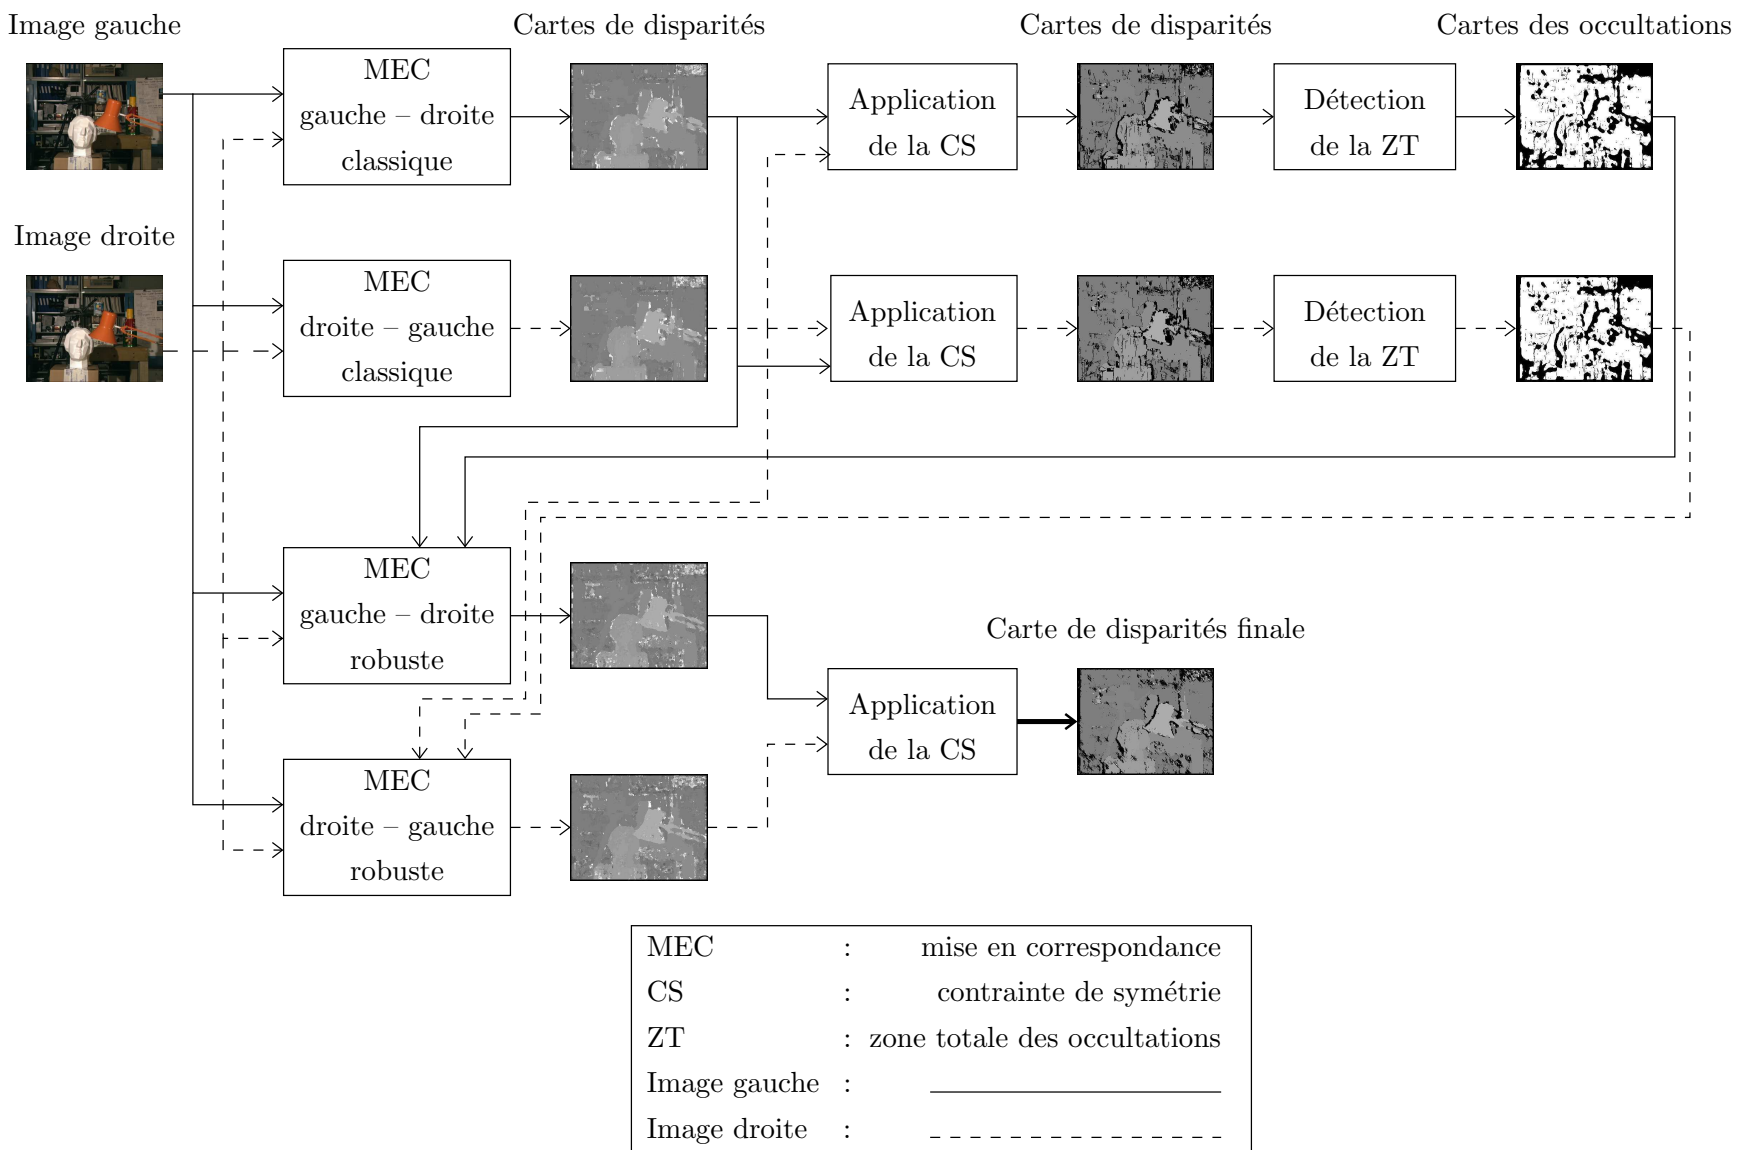 Image gauche
Cartes de disparités
Cartes de disparités
Cartes des occultations
MEC
gauche – droite
classique
Application
de la CS
Détection
de la ZT
Image droite
MEC
droite – gauche
classique
Application
de la CS
Détection
de la ZT
MEC
gauche – droite
robuste
Carte de disparités finale
Application
de la CS
MEC
droite – gauche
robuste
MEC : mise en correspondance
CS : contrainte de symétrie
ZT : zone totale des occultations
Image gauche :
Image droite :